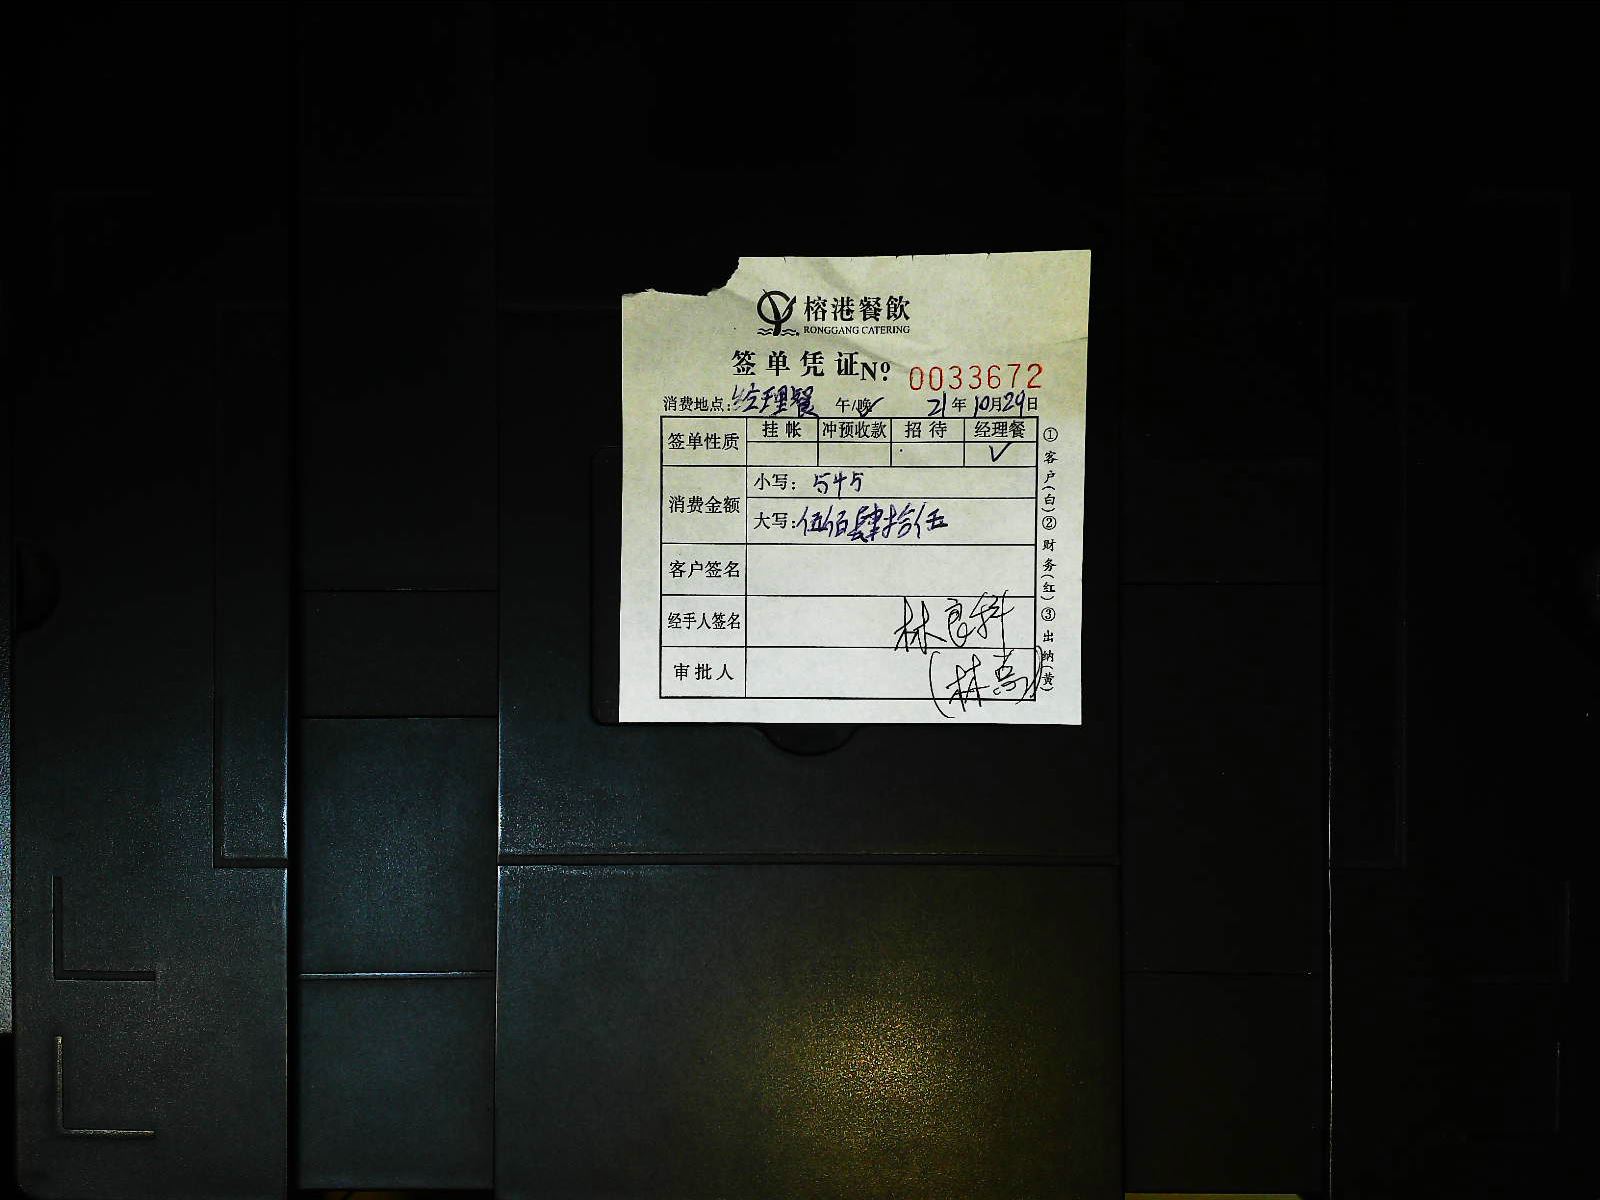 榕港餐飲
RONGGANG CATERING
签单凭证 Nº 0033672
消费地点：经理餐 午/晚✓ 21年10月29日
签单性质 挂帐 冲预收款 招待 经理餐
✓
消费金额
小写：545
大写：伍佰肆拾伍
客户签名
经手人签名 林良科
审批人 (林
①客户(白)②财务(红)③出纳(黄)